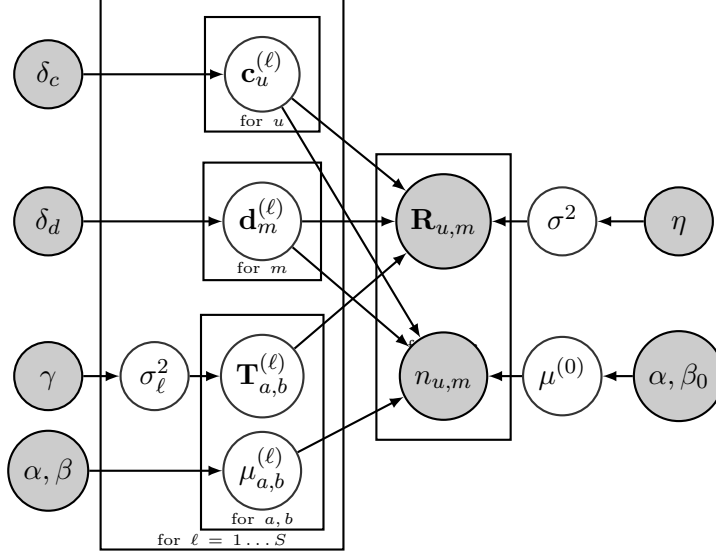 δ_c
c_u^{(ℓ)}
for u
δ_d
d_m^{(ℓ)}
for m
R_{u,m}
σ^2
η
γ
σ_ℓ^2
T_{a,b}^{(ℓ)}
n_{u,m}
μ^{(0)}
α, β_0
α, β
μ_{a,b}^{(ℓ)}
for a, b
for ℓ = 1 … S